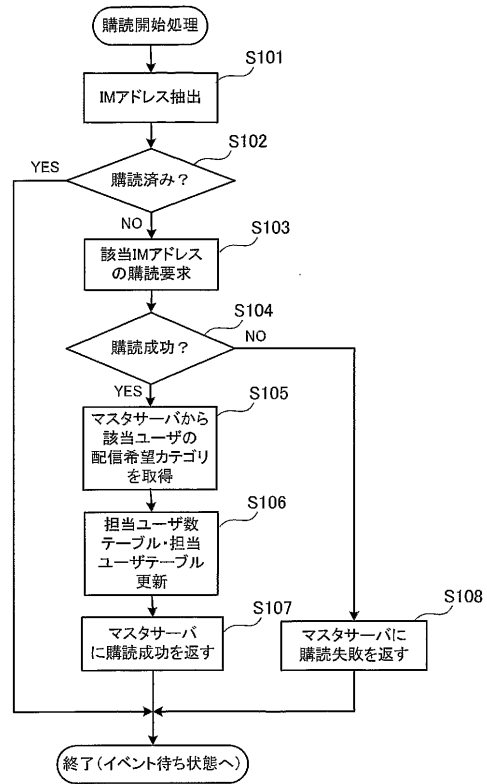 購読開始処理
S101
IMアドレス抽出
S102
YES
購読済み？
NO
S103
該当IMアドレス
の購読要求
S104
購読成功？
NO
YES
S105
マスタサーバから
該当ユーザの
配信希望カテゴリ
を取得
S106
担当ユーザ数
テーブル・担当
ユーザテーブル
更新
S107
マスタサーバ
に購読成功を返す
S108
マスタサーバに
購読失敗を返す
終了（イベント待ち状態へ）